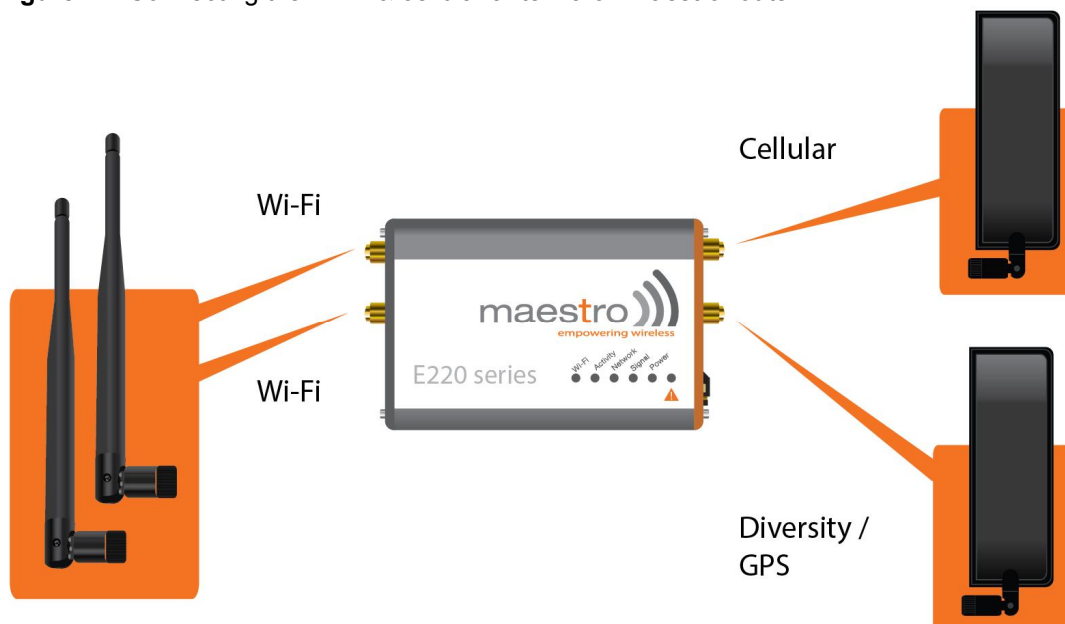 Cellular
Wi-Fi
maestro
empowering wireless
Wi-Fi Activity Network Signal Power
E220 series
Wi-Fi
Diversity /
GPS